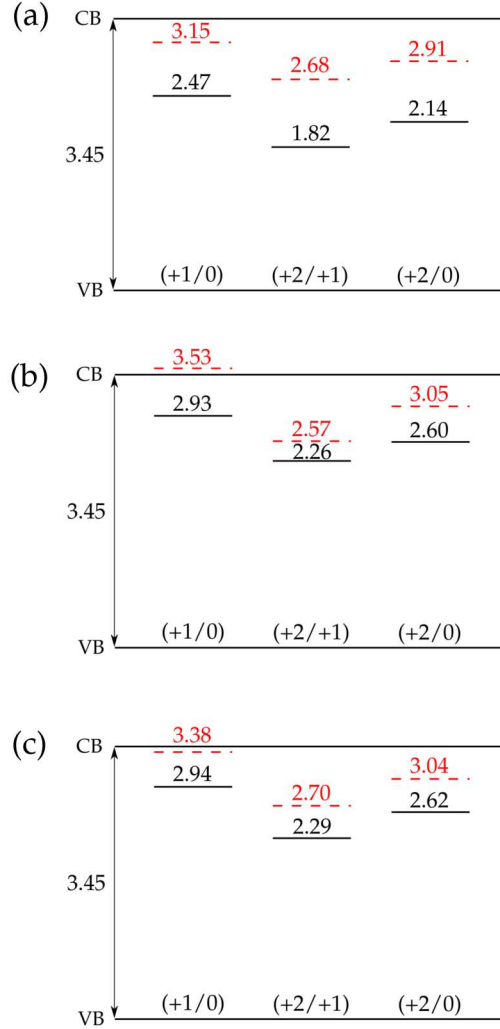 (a)
CB
3.15
2.68
2.91
2.47
1.82
2.14
3.45
(+1/0) (+2/+1) (+2/0)
VB
(b)
CB
3.53
2.93
2.57
2.26
3.05
2.60
3.45
(+1/0) (+2/+1) (+2/0)
VB
(c)
CB
3.38
2.94
2.70
2.29
3.04
2.62
3.45
(+1/0) (+2/+1) (+2/0)
VB